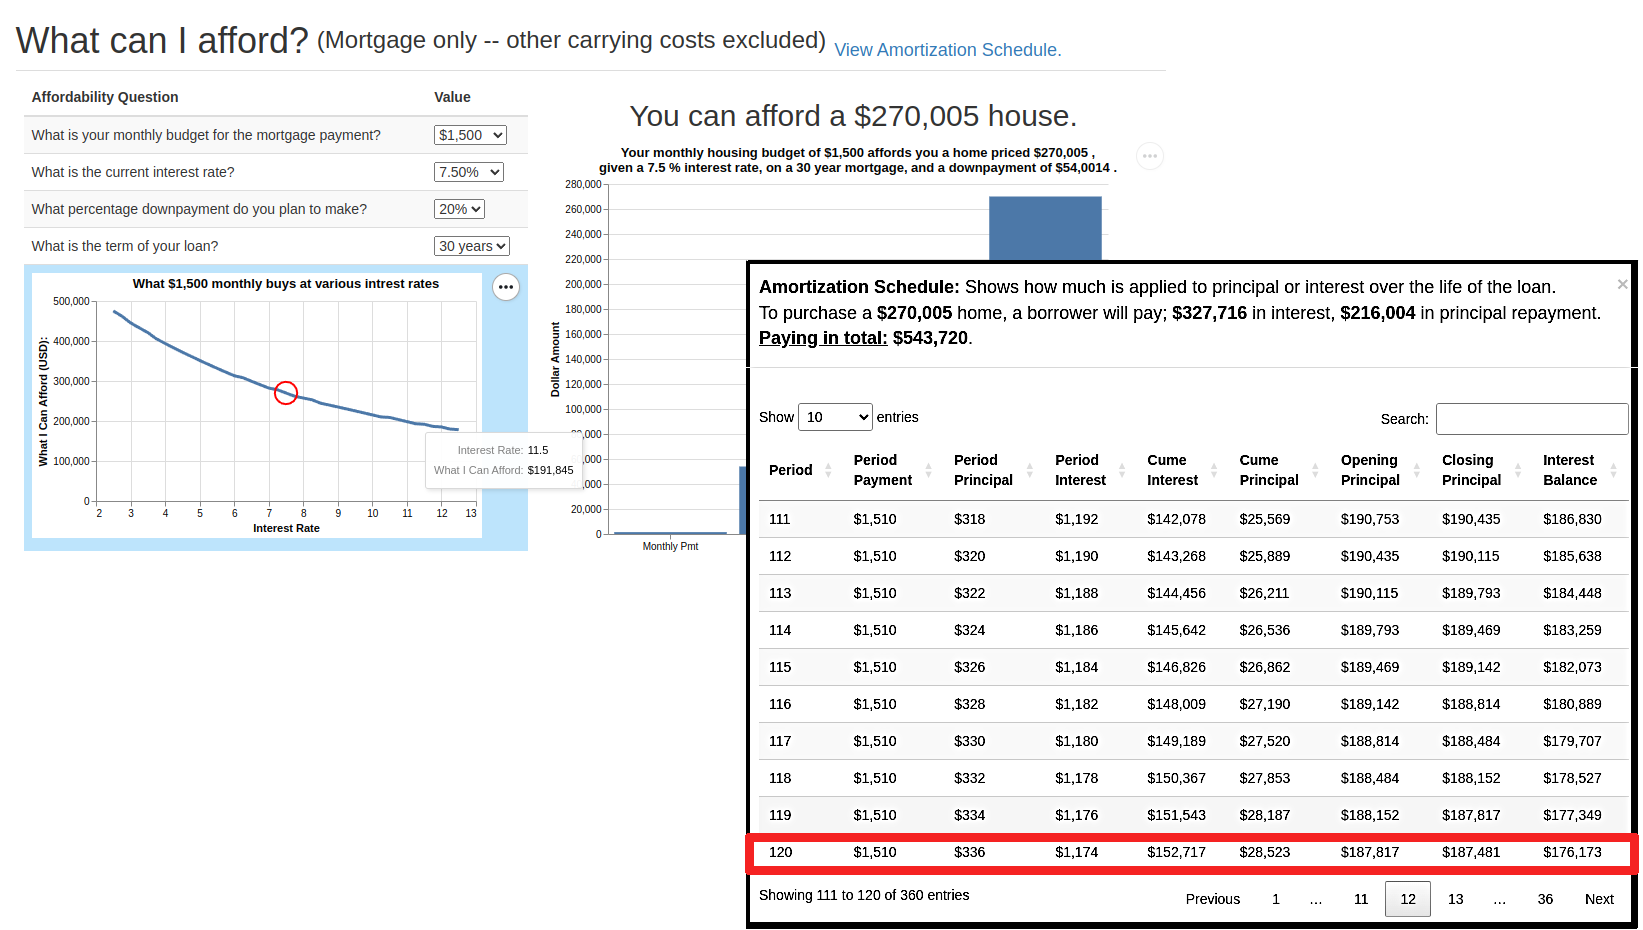 What can I afford? (Mortgage only -- other carrying costs excluded) View Amortization Schedule.
Affordability Question Value
What is your monthly budget for the mortgage payment? $1,500
What is the current interest rate? 7.50%
What percentage downpayment do you plan to make? 20%
What is the term of your loan? 30 years
What $1,500 monthly buys at various intrest rates
What I Can Afford (USD):
500,000
400,000
300,000
200,000
100,000
0
2 3 4 5 6 7 8 9 10 11 12 13
Interest Rate
Interest Rate: 11.5
What I Can Afford: $191,845
You can afford a $270,005 house.
Your monthly housing budget of $1,500 affords you a home priced $270,005 ,
given a 7.5 % interest rate, on a 30 year mortgage, and a downpayment of $54,0014 .
Dollar Amount
280,000
260,000
240,000
220,000
200,000
180,000
160,000
140,000
120,000
100,000
,000
,000
,000
20,000
0
Monthly Pmt
Amortization Schedule: Shows how much is applied to principal or interest over the life of the loan. ×
To purchase a $270,005 home, a borrower will pay; $327,716 in interest, $216,004 in principal repayment.
Paying in total: $543,720.
Show 10 entries Search:
Period Period Payment Period Principal Period Interest Cume Interest Cume Principal Opening Principal Closing Principal Interest Balance
111 $1,510 $318 $1,192 $142,078 $25,569 $190,753 $190,435 $186,830
112 $1,510 $320 $1,190 $143,268 $25,889 $190,435 $190,115 $185,638
113 $1,510 $322 $1,188 $144,456 $26,211 $190,115 $189,793 $184,448
114 $1,510 $324 $1,186 $145,642 $26,536 $189,793 $189,469 $183,259
115 $1,510 $326 $1,184 $146,826 $26,862 $189,469 $189,142 $182,073
116 $1,510 $328 $1,182 $148,009 $27,190 $189,142 $188,814 $180,889
117 $1,510 $330 $1,180 $149,189 $27,520 $188,814 $188,484 $179,707
118 $1,510 $332 $1,178 $150,367 $27,853 $188,484 $188,152 $178,527
119 $1,510 $334 $1,176 $151,543 $28,187 $188,152 $187,817 $177,349
120 $1,510 $336 $1,174 $152,717 $28,523 $187,817 $187,481 $176,173
Showing 111 to 120 of 360 entries Previous 1 ... 11 12 13 ... 36 Next